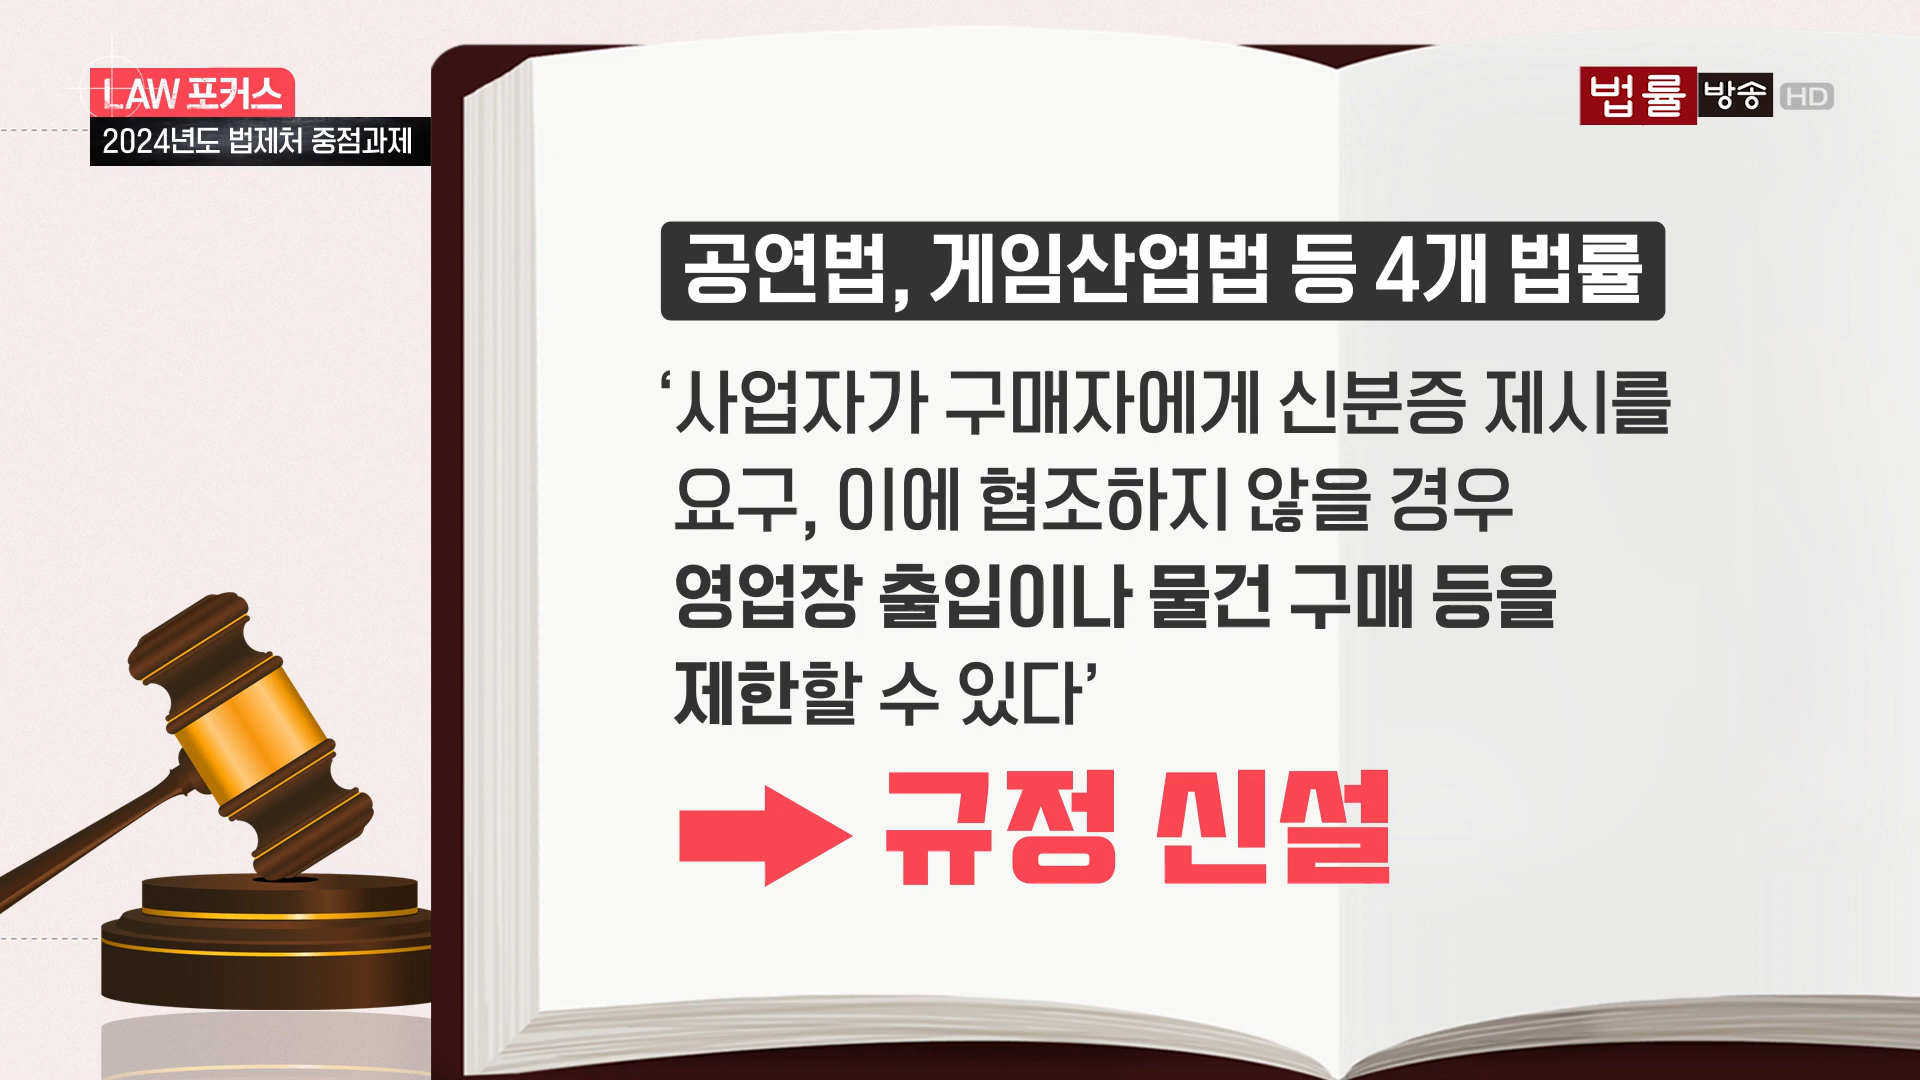 LAW 포커스
2024년도 법제처 중점과제
법률방송 HD
공연법, 게임산업법 등 4개 법률
‘사업자가 구매자에게 신분증 제시를
요구, 이에 협조하지 않을 경우
영업장 출입이나 물건 구매 등을
제한할 수 있다’
규정 신설